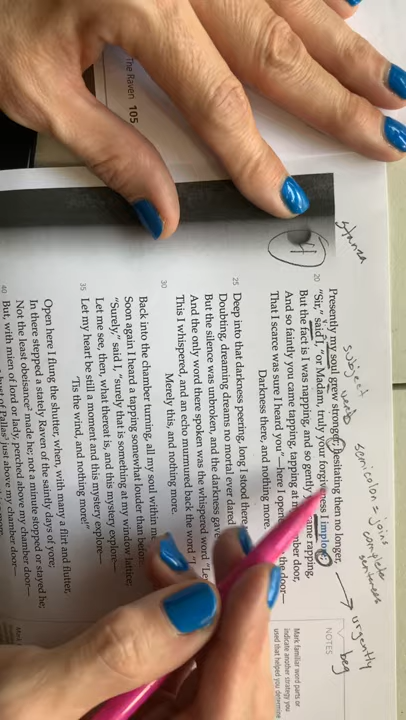 The Raven 105
stanza
4
subject
verb
semicolon = joins
complete
sentences
urgently
beg
NOTES
20 Presently my soul grew stronger; hesitating then no longer,
"Sir," said I, "or Madam, truly your forgiveness I implore;
But the fact is I was napping, and so gently came rapping,
And so faintly you came tapping, tapping at m mber door,
That I scarce was sure I heard you"—here I open the door—
Darkness there, and nothing more.
25 Deep into that darkness peering, long I stood there
Doubting, dreaming dreams no mortal ever dared
But the silence was unbroken, and the darkness gave
And the only word there spoken was the whispered word "Le
This I whispered, and an echo murmured back the word "L
30 Merely this, and nothing more.
Back into the chamber turning, all my soul within m
Soon again I heard a tapping somewhat louder than before.
"Surely," said I, "surely that is something at my window lattice;
Let me see, then, what thereat is, and this mystery explore—
35 Let my heart be still a moment and this mystery explore—
'Tis the wind, and nothing more!"
Open here I flung the shutter, when, with many a flirt and flutter,
In there stepped a stately Raven of the saintly days of yore;
Not the least obeisance made he; not a minute stopped or stayed he;
40 But, with mien of lord or lady, perched above my chamber door—
of Pallas just above my chamber door—
Mark familiar word parts or
indicate another strategy you
used that helped you determine